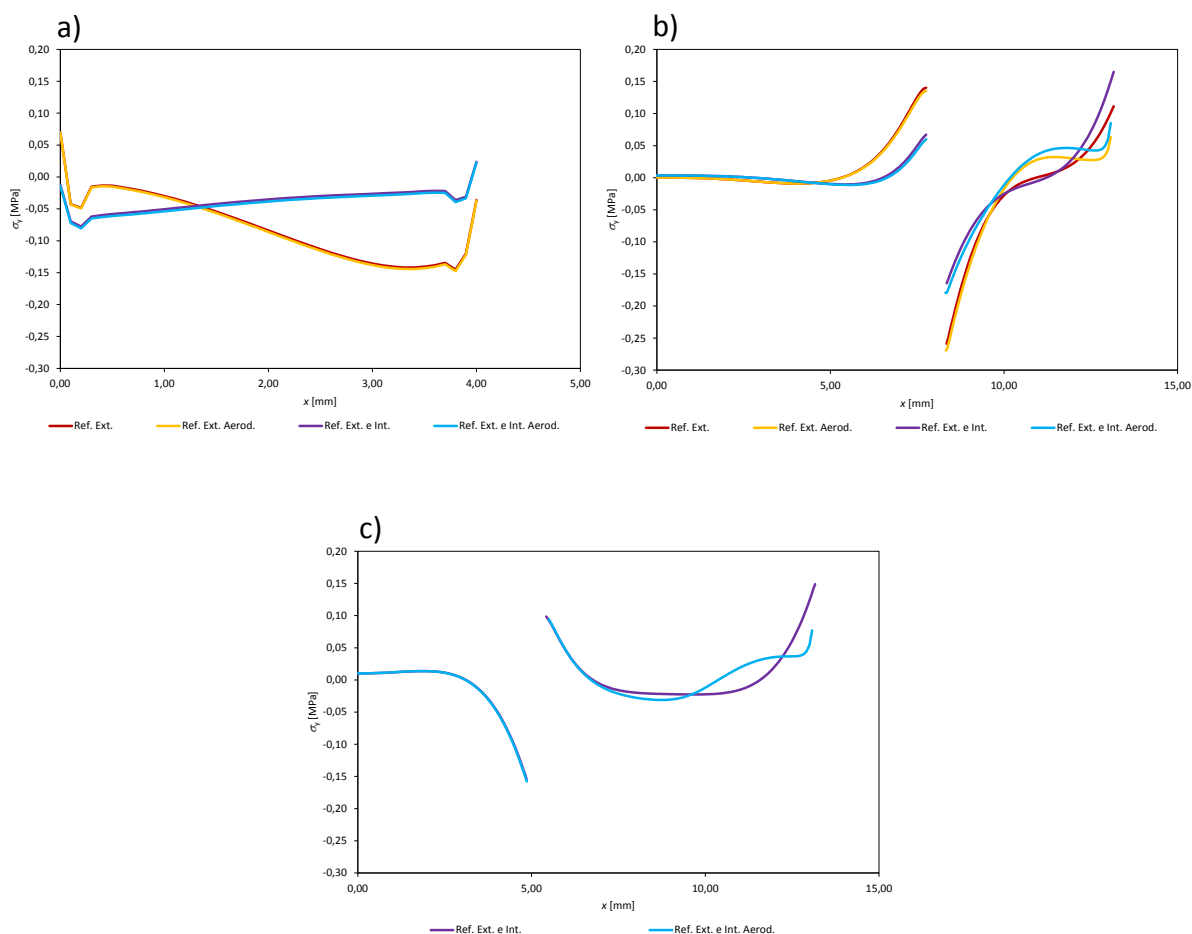 a)
0,20
0,15
0,10
0,05
0,00
-0,05
-0,10
-0,15
-0,20
-0,25
-0,30
σy [MPa]
0,00 1,00 2,00 3,00 4,00 5,00
x [mm]
Ref. Ext. Ref. Ext. Aerod. Ref. Ext. e Int. Ref. Ext. e Int. Aerod.
b)
0,20
0,15
0,10
0,05
0,00
-0,05
-0,10
-0,15
-0,20
-0,25
-0,30
σy [MPa]
0,00 5,00 10,00 15,00
x [mm]
Ref. Ext. Ref. Ext. Aerod. Ref. Ext. e Int. Ref. Ext. e Int. Aerod.
c)
0,20
0,15
0,10
0,05
0,00
-0,05
-0,10
-0,15
-0,20
-0,25
-0,30
σy [MPa]
0,00 5,00 10,00 15,00
x [mm]
Ref. Ext. e Int. Ref. Ext. e Int. Aerod.